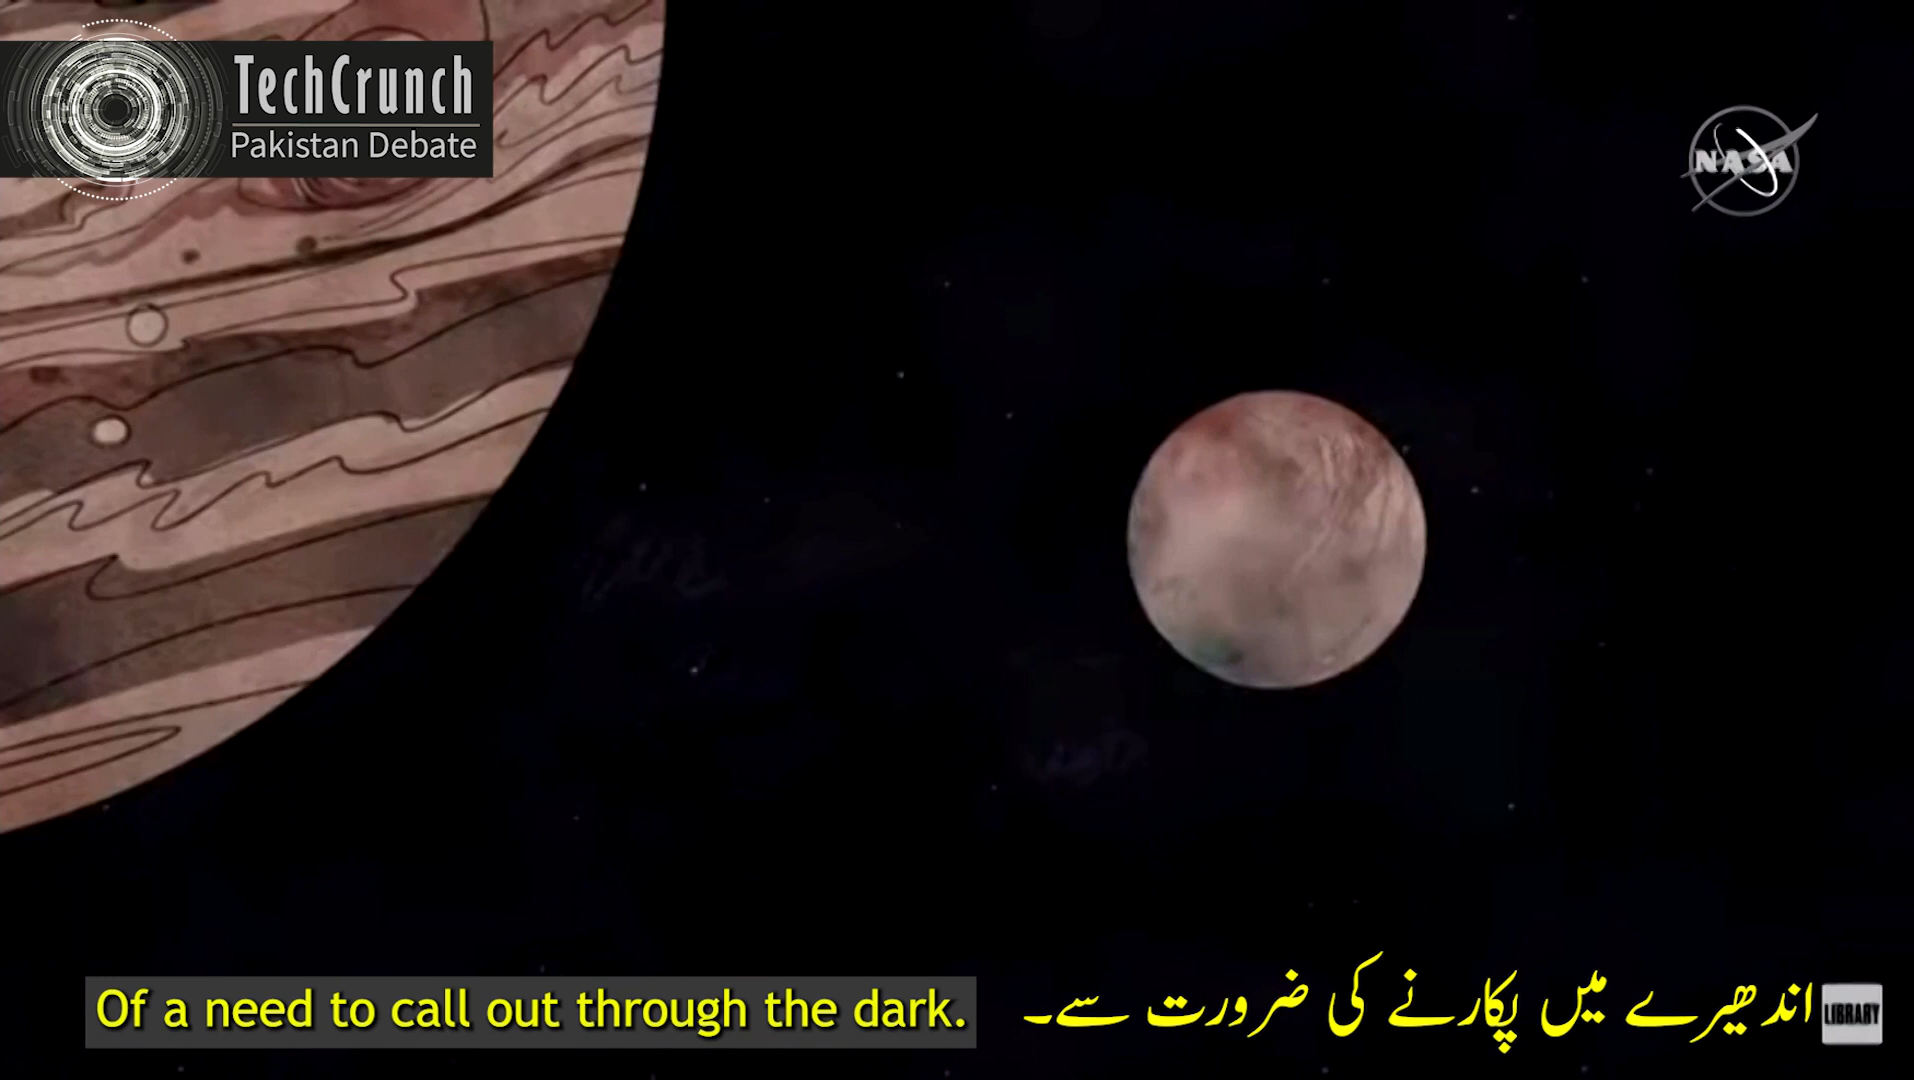 TechCrunch
Pakistan Debate
NASA
Of a need to call out through the dark.
اندھیرے میں پکارنے کی ضرورت سے۔
LIBRARY